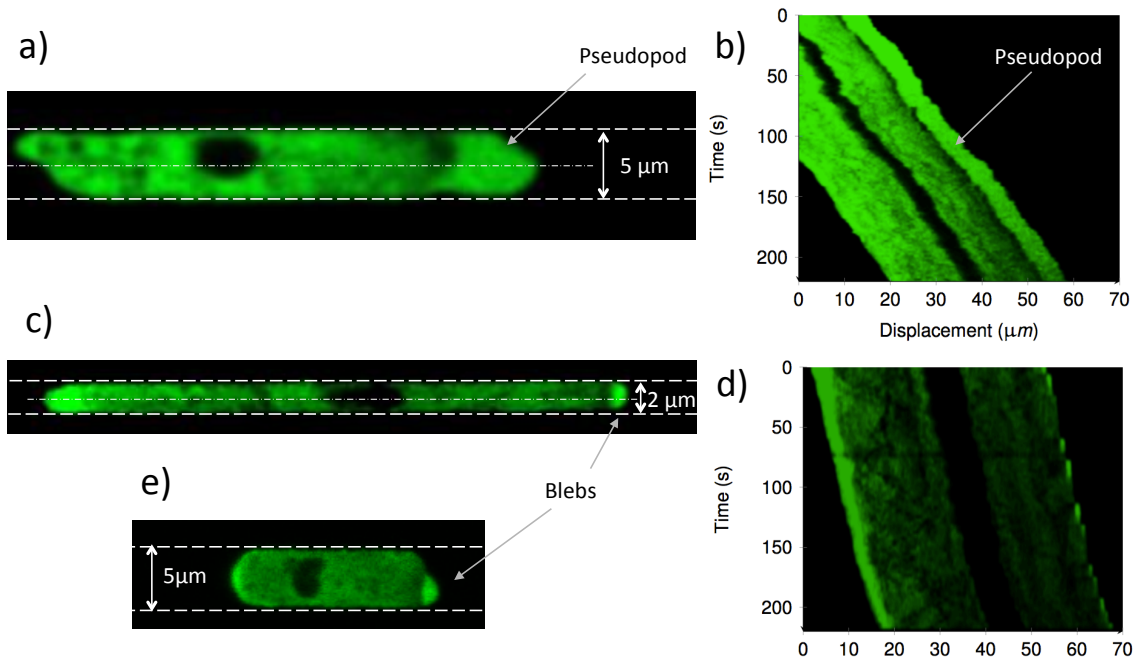 a)
Pseudopod
5 μm
b)
Pseudopod
Time (s)
0
50
100
150
200
0 10 20 30 40 50 60 70
Displacement (μm)
c)
2 μm
Blebs
d)
Time (s)
0
50
100
150
200
0 10 20 30 40 50 60 70
e)
5μm